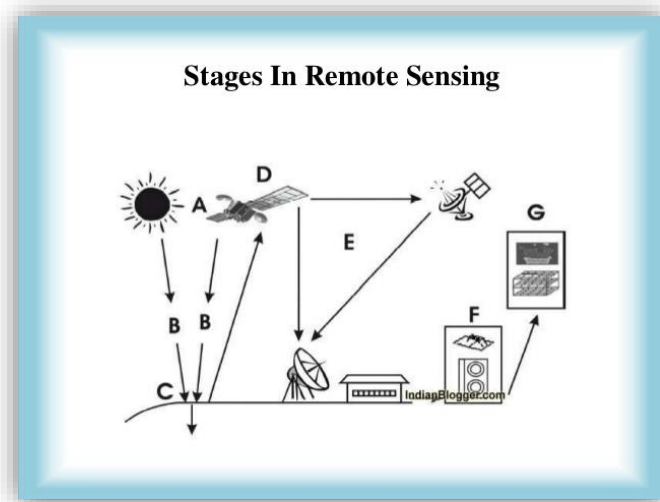 Stages In Remote Sensing
D
A
G
E
B B
F
C
IndianBlogger.com